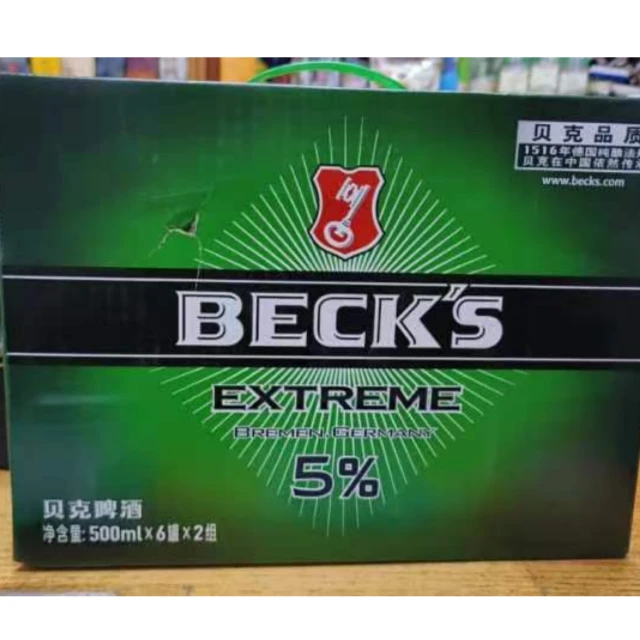 贝克品质
1516年德国纯酿法
贝克在中国依然传
www.becks.com
BECK'S
EXTREME
BREMEN, GERMANY
5%
贝克啤酒
净含量: 500ml×6罐×2组